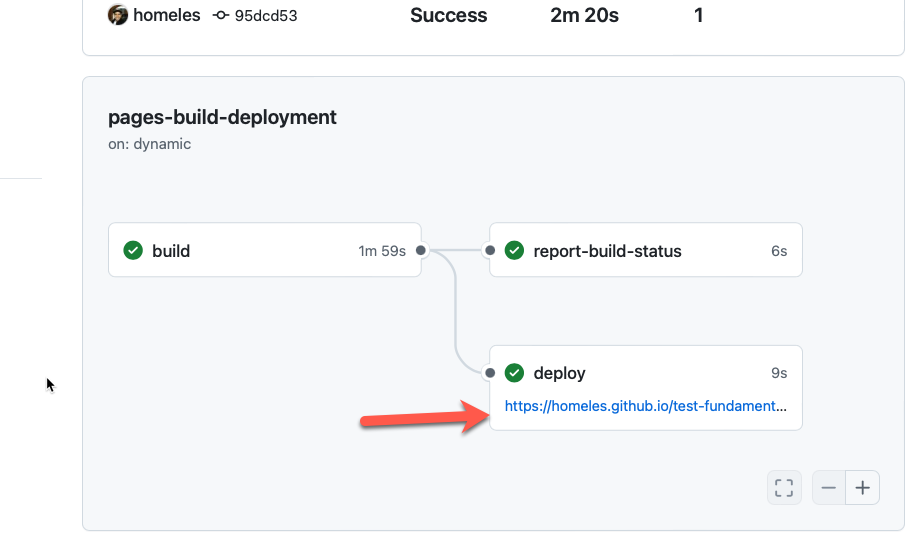 homeles 95dcd53 Success 2m 20s 1
pages-build-deployment
on: dynamic
build 1m 59s
report-build-status 6s
deploy 9s
https://homeles.github.io/test-fundament...